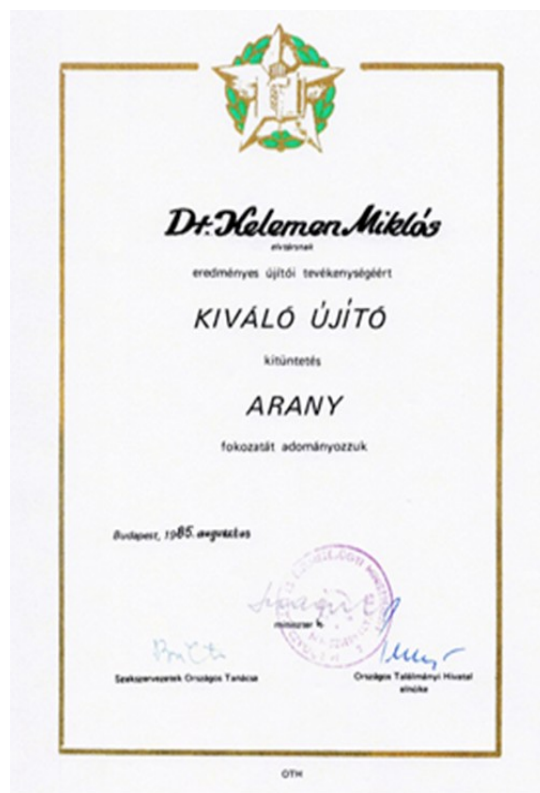 Dr. Kelemen Miklós
elvtársnak
eredményes újítói tevékenységéért
KIVÁLÓ ÚJÍTÓ
kitüntetés
ARANY
fokozatát adományozzuk
Budapest, 1985. augusztus
miniszter
Szakszervezetek Országos Tanácsa
Országos Találmányi Hivatal
elnöke
OTH